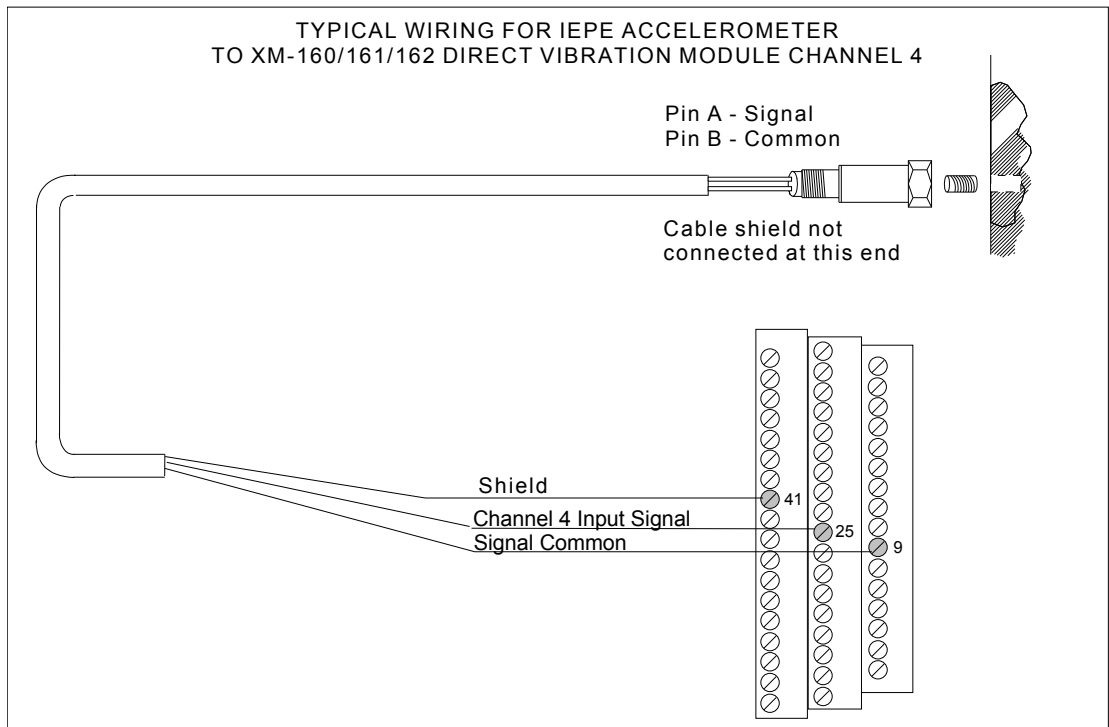 TYPICAL WIRING FOR IEPE ACCELEROMETER
TO XM-160/161/162 DIRECT VIBRATION MODULE CHANNEL 4
Pin A - Signal
Pin B - Common
Cable shield not
connected at this end
Shield
41
Channel 4 Input Signal
25
Signal Common
9